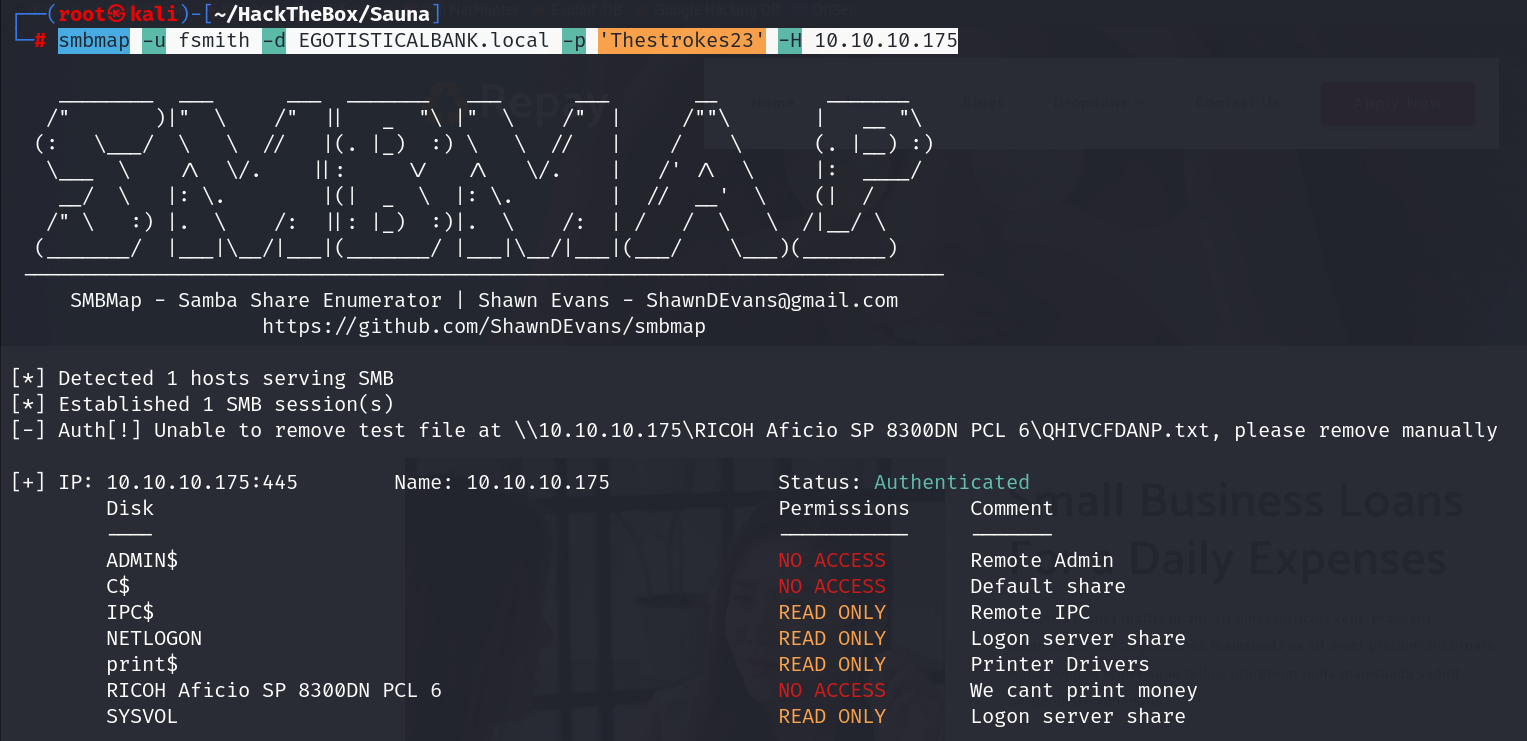 ┌──(root㉿kali)-[~/HackTheBox/Sauna]
└─# smbmap -u fsmith -d EGOTISTICALBANK.local -p 'Thestrokes23' -H 10.10.10.175
SMBMap - Samba Share Enumerator | Shawn Evans - ShawnDEvans@gmail.com
https://github.com/ShawnDEvans/smbmap
[*] Detected 1 hosts serving SMB
[*] Established 1 SMB session(s)
[-] Auth[!] Unable to remove test file at \\10.10.10.175\RICOH Aficio SP 8300DN PCL 6\QHIVCFDANP.txt, please remove manually
[+] IP: 10.10.10.175:445 Name: 10.10.10.175 Status: Authenticated
Disk Permissions Comment
---- ----------- -------
ADMIN$ NO ACCESS Remote Admin
C$ NO ACCESS Default share
IPC$ READ ONLY Remote IPC
NETLOGON READ ONLY Logon server share
print$ READ ONLY Printer Drivers
RICOH Aficio SP 8300DN PCL 6 NO ACCESS We cant print money
SYSVOL READ ONLY Logon server share
Repay
Home
Contact Us
Apply Now
Small Business Loans
Daily Expenses